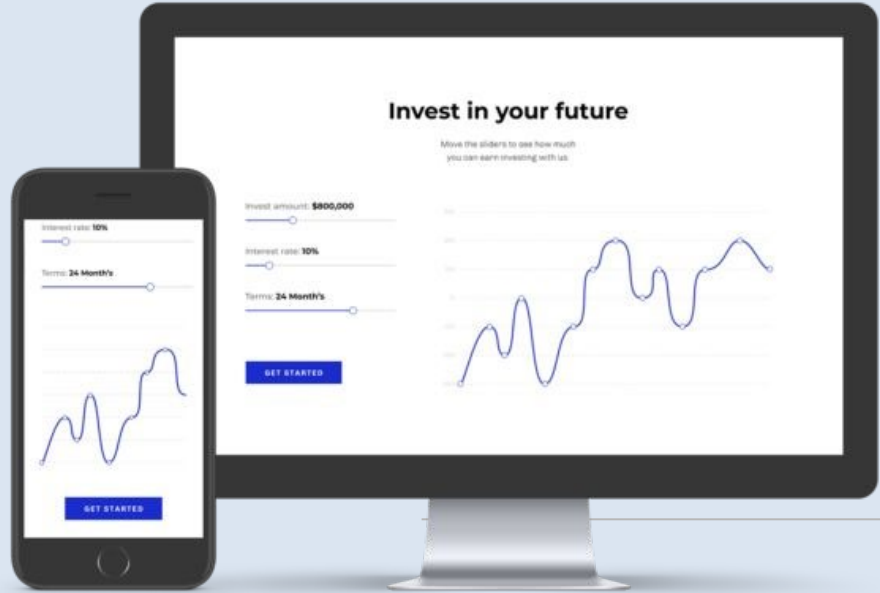 Invest in your future
Move the sliders to see how much
you can earn investing with us
Invest amount: $800,000
Interest rate: 10%
Terms: 24 Month's
GET STARTED
Interest rate: 10%
Terms: 24 Month's
GET STARTED